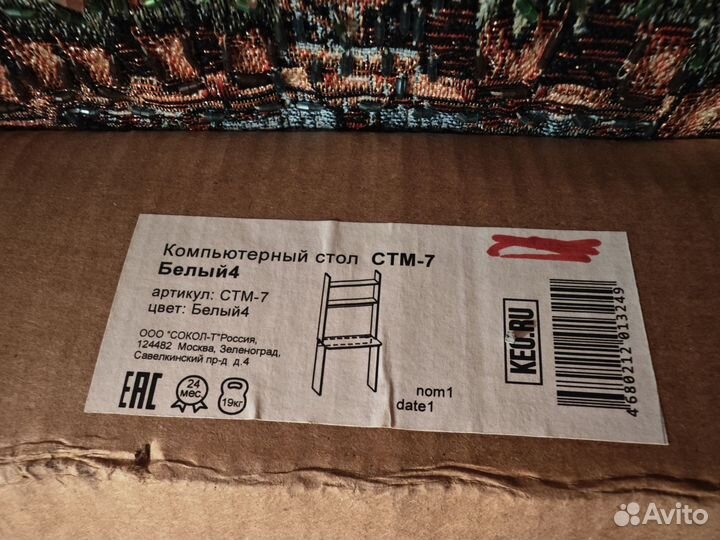 Компьютерный стол СТМ-7
Белый4
артикул: СТМ-7
цвет: Белый4
ООО "СОКОЛ-Т"Россия,
124482 Москва, Зеленоград,
Савелкинский пр-д д.4
EAC
24
мес.
19кг
nom1
date1
KEU.RU
4680212013249
Avito